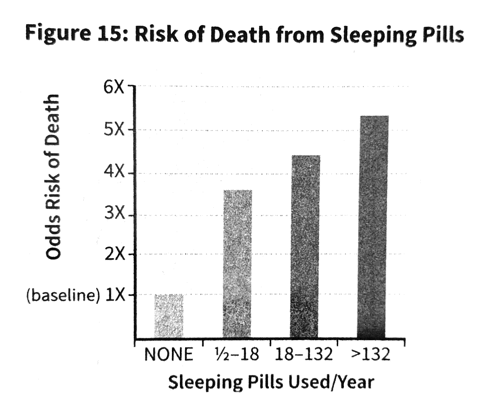 Figure 15: Risk of Death from Sleeping Pills
Odds Risk of Death
6X
5X
4X
3X
2X
(baseline) 1X
NONE ½–18 18–132 >132
Sleeping Pills Used/Year